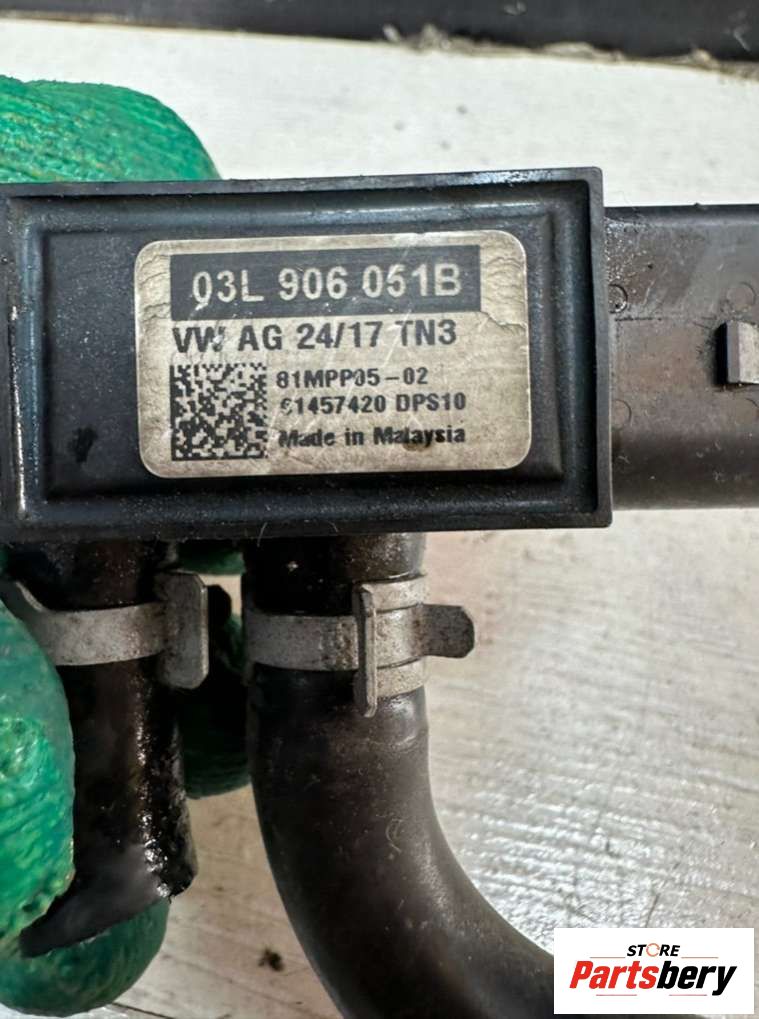 03L 906 051B
VW AG 24/17 TN3
81MPP05-02
61457420 DPS10
Made in Malaysia
STORE
Partsbery